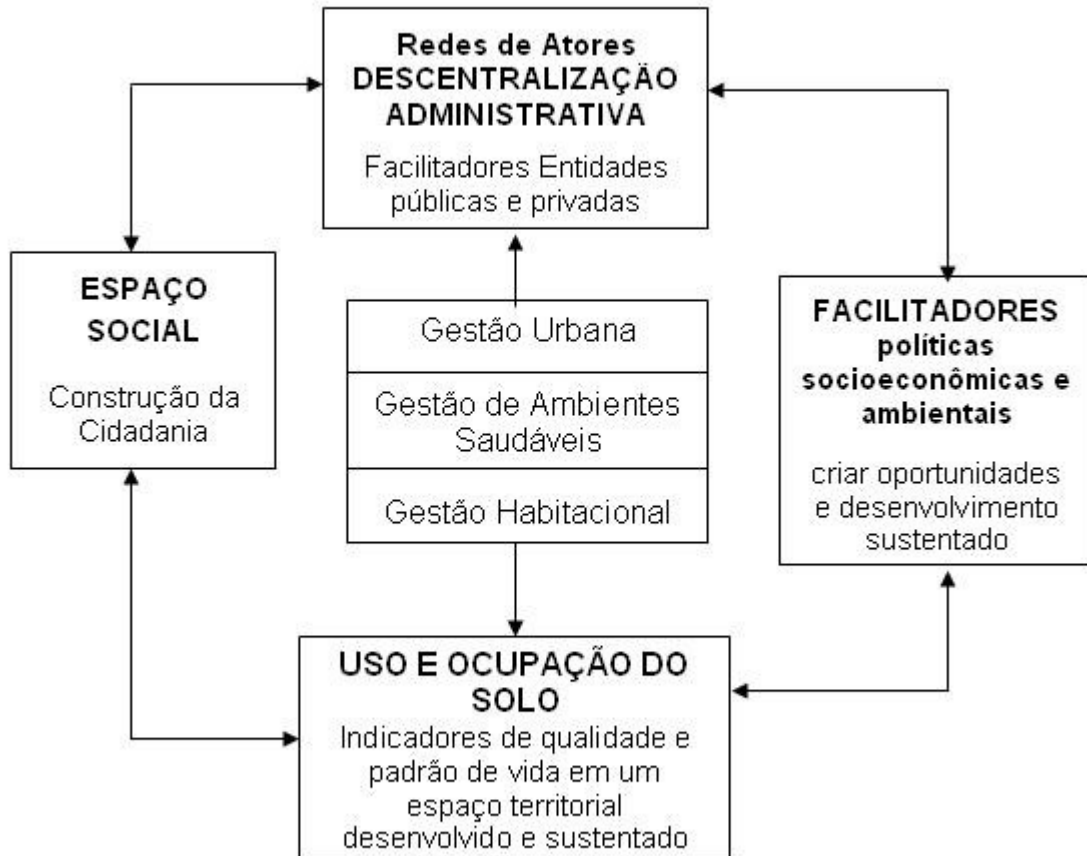 Redes de Atores
DESCENTRALIZAÇÃO
ADMINISTRATIVA
Facilitadores Entidades
públicas e privadas
ESPAÇO
SOCIAL
Construção da
Cidadania
Gestão Urbana
Gestão de Ambientes
Saudáveis
Gestão Habitacional
FACILITADORES
políticas
socioeconômicas e
ambientais
criar oportunidades
e desenvolvimento
sustentado
USO E OCUPAÇÃO DO
SOLO
Indicadores de qualidade e
padrão de vida em um
espaço territorial
desenvolvido e sustentado